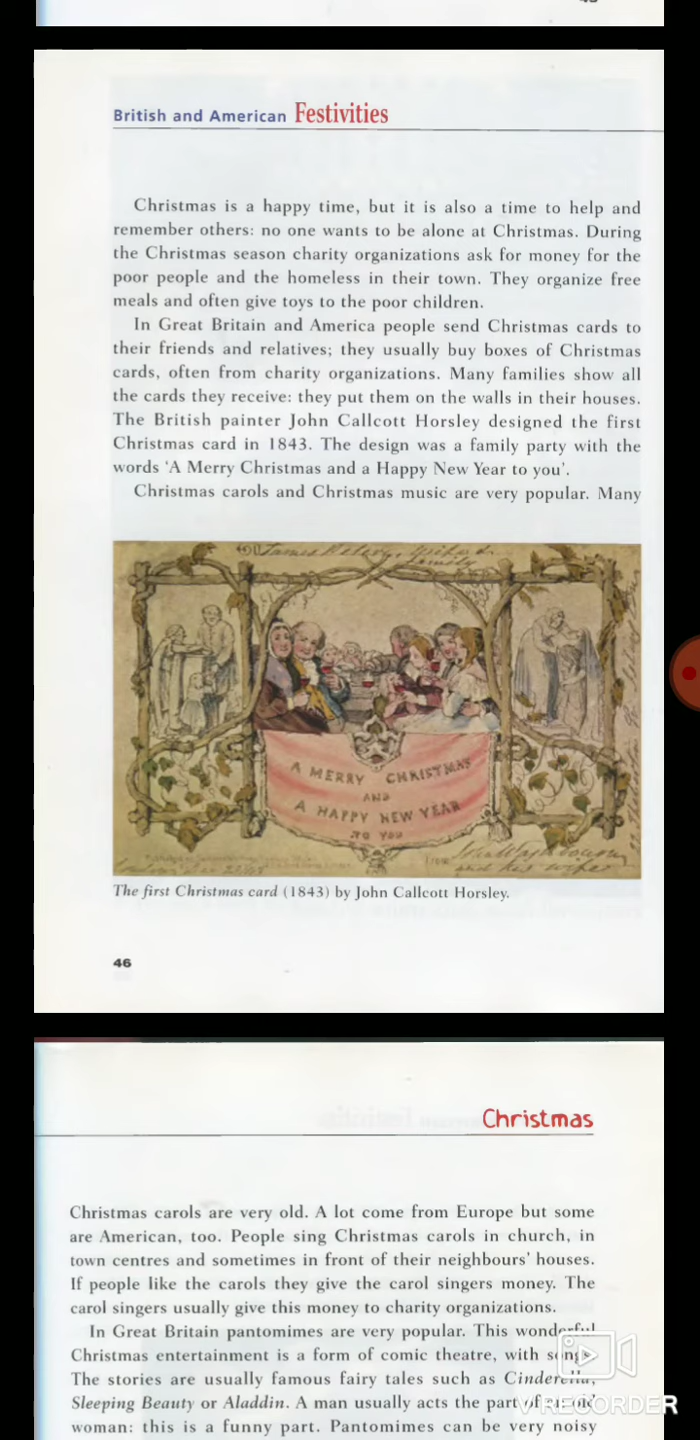 British and American Festivities
Christmas is a happy time, but it is also a time to help and
remember others: no one wants to be alone at Christmas. During
the Christmas season charity organizations ask for money for the
poor people and the homeless in their town. They organize free
meals and often give toys to the poor children.
In Great Britain and America people send Christmas cards to
their friends and relatives; they usually buy boxes of Christmas
cards, often from charity organizations. Many families show all
the cards they receive: they put them on the walls in their houses.
The British painter John Callcott Horsley designed the first
Christmas card in 1843. The design was a family party with the
words ‘A Merry Christmas and a Happy New Year to you’.
Christmas carols and Christmas music are very popular. Many
A MERRY CHRISTMAS
AND
A HAPPY NEW YEAR
TO YOU
From
and his wife
The first Christmas card (1843) by John Callcott Horsley.
46
Christmas
Christmas carols are very old. A lot come from Europe but some
are American, too. People sing Christmas carols in church, in
town centres and sometimes in front of their neighbours’ houses.
If people like the carols they give the carol singers money. The
carol singers usually give this money to charity organizations.
In Great Britain pantomimes are very popular. This wonderful
Christmas entertainment is a form of comic theatre, with songs.
The stories are usually famous fairy tales such as Cinderella,
Sleeping Beauty or Aladdin. A man usually acts the part of an old
woman: this is a funny part. Pantomimes can be very noisy
V RECORDER